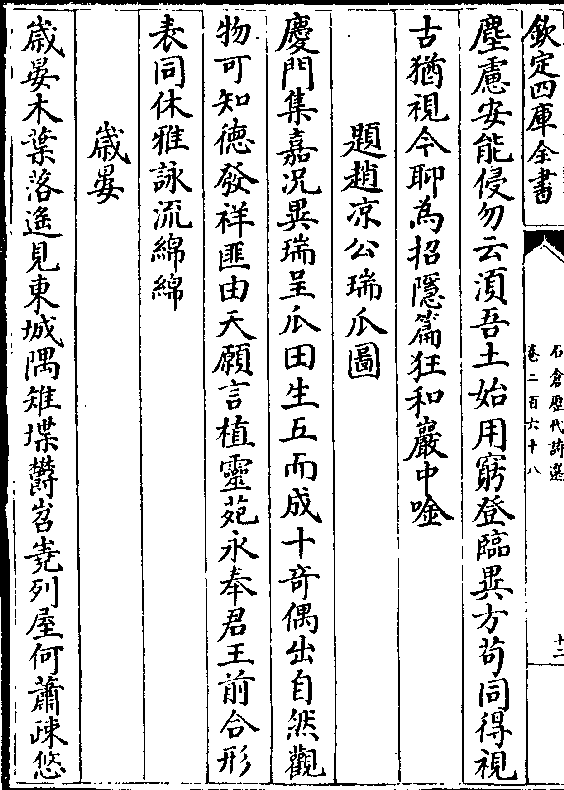 欽定四庫全書
石倉歷代詩選
卷二百六十八
十二
塵慮安能侵勿云須吾土始用窮登臨異方茍同得視
古猶視今聊為招隱篇狂和巖中唫
題趙凉公瑞瓜圖
慶門集嘉况異瑞呈瓜田生五而成十竒偶出自然觀
物可知徳發祥匪由天願言植靈苑永奉君王前合形
表同休雅詠流綿綿
歲晏
歲晏木葉落遙見東城隅雉堞欝岧嶤列屋何蕭疎悠